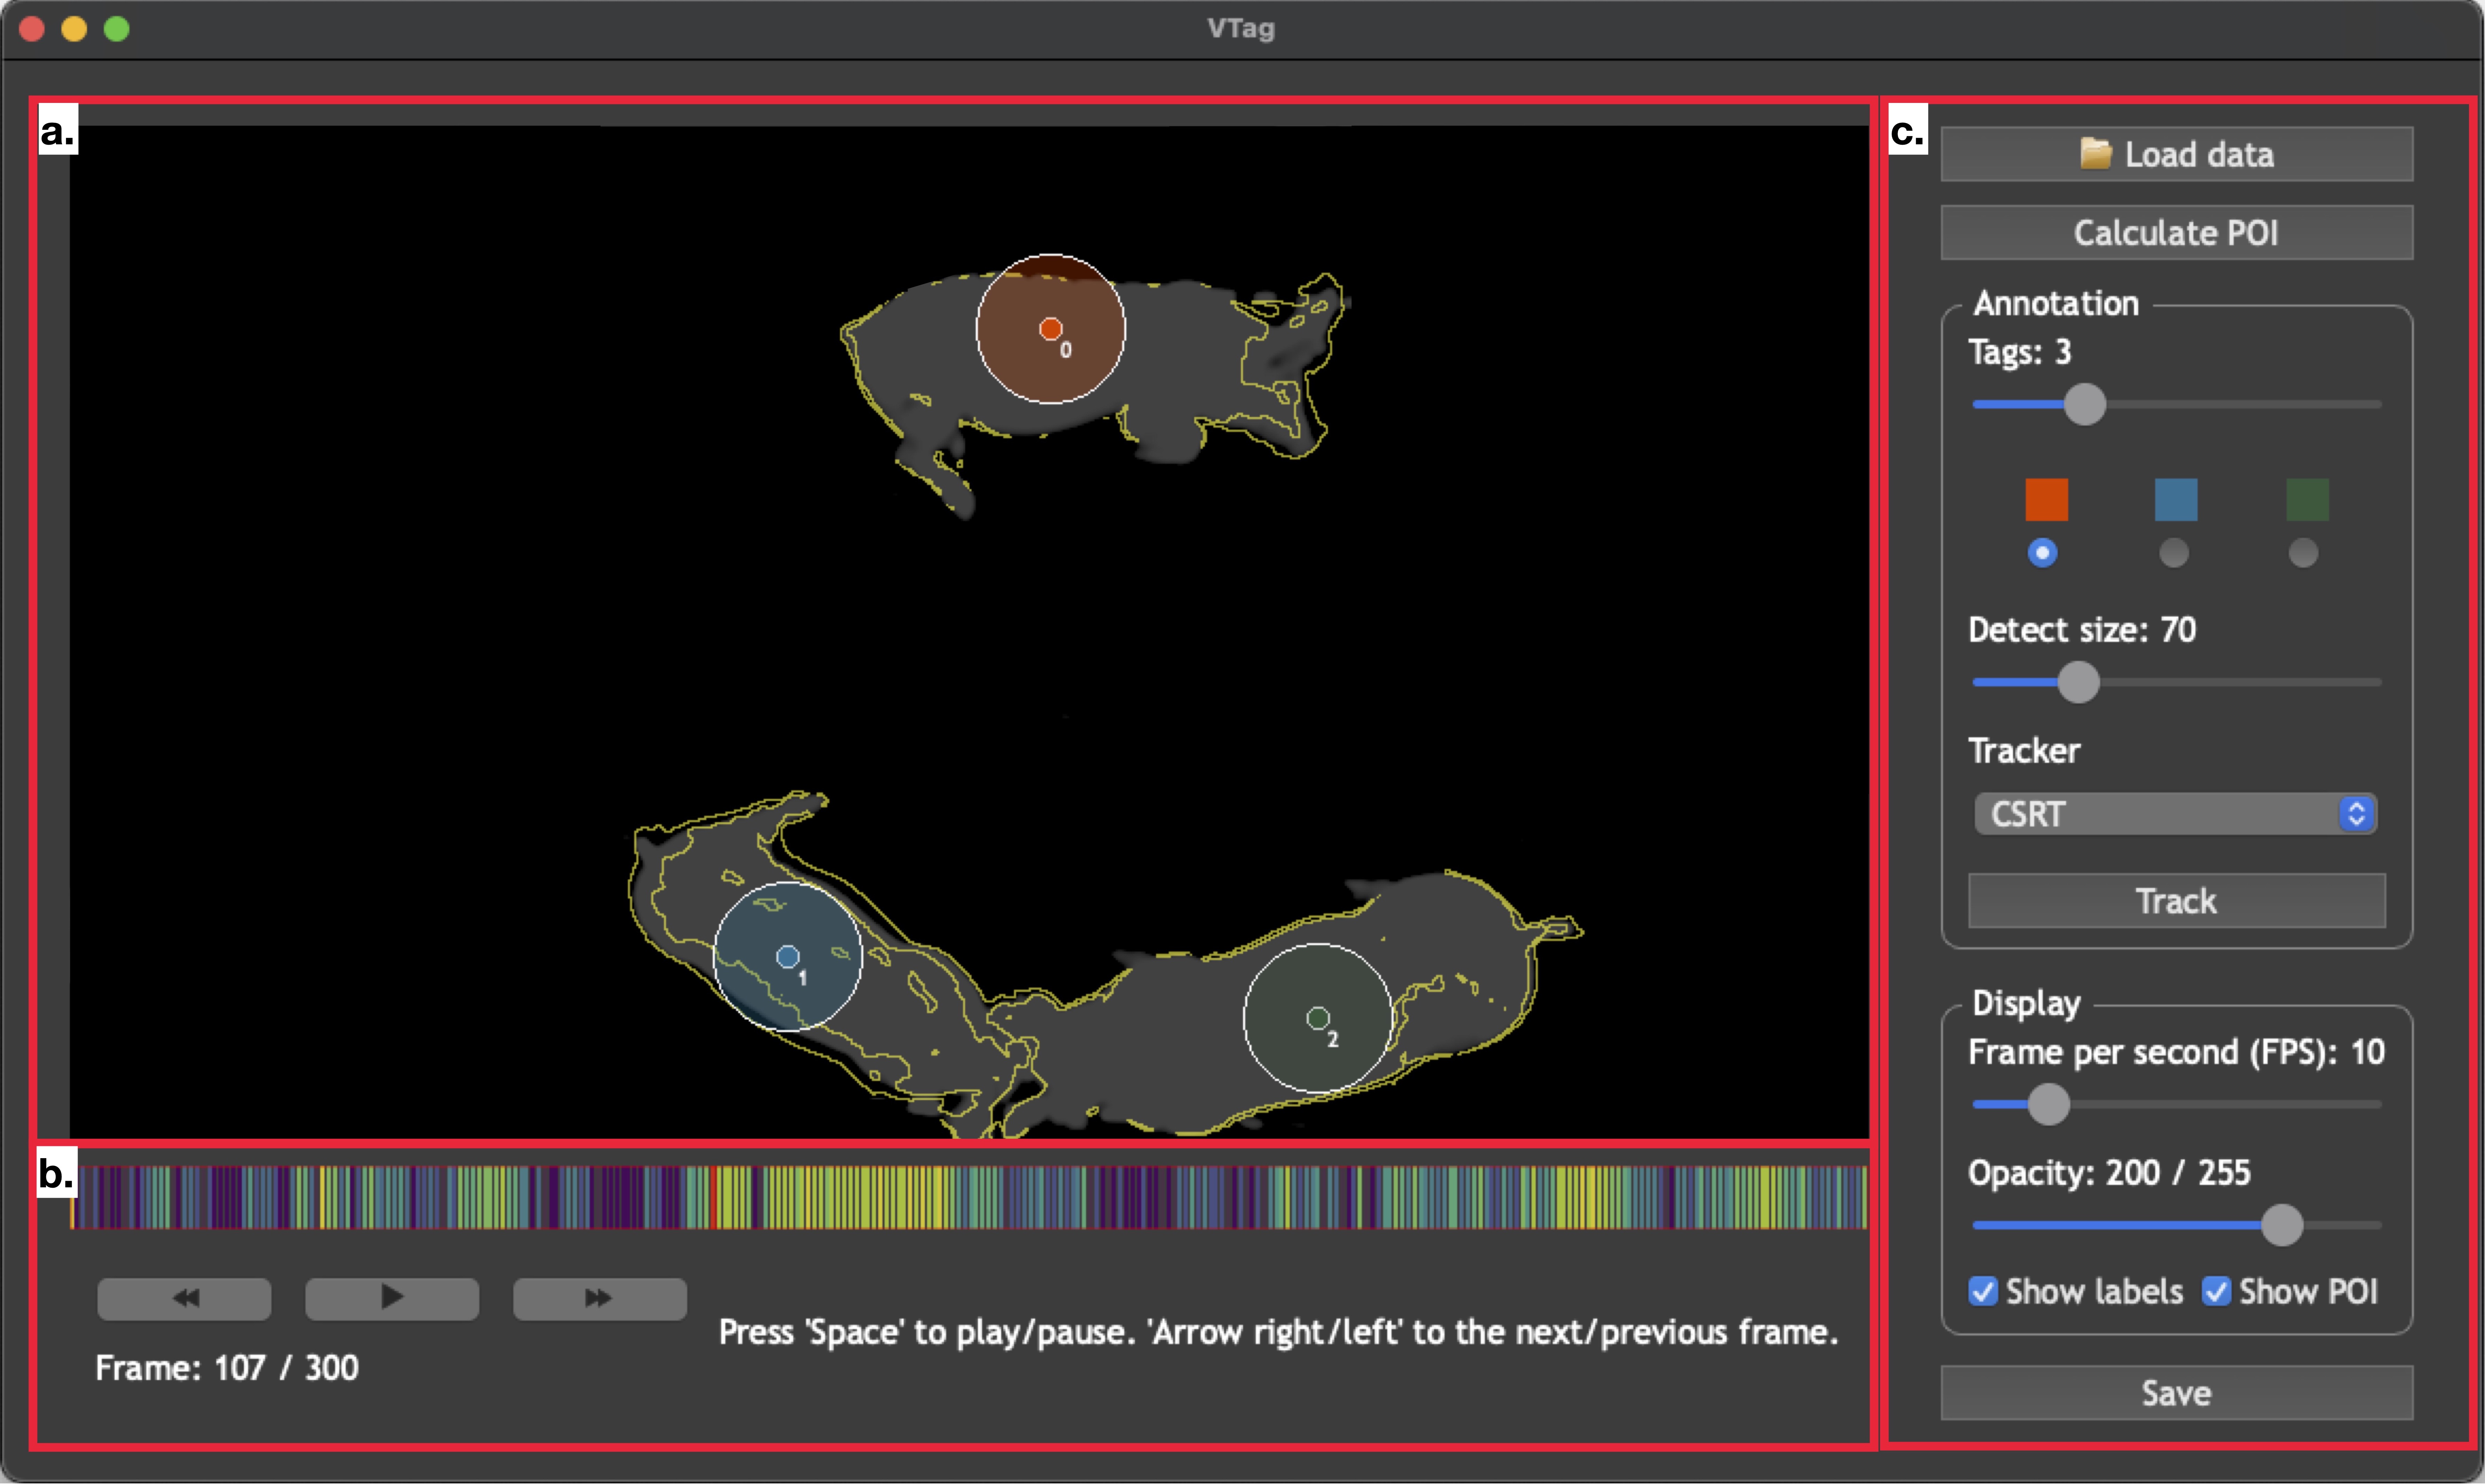 VTag
a.
0
1
2
b.
Press 'Space' to play/pause. 'Arrow right/left' to the next/previous frame.
Frame: 107 / 300
c.
Load data
Calculate POI
Annotation
Tags: 3
Detect size: 70
Tracker
CSRT
Track
Display
Frame per second (FPS): 10
Opacity: 200 / 255
Show labels Show POI
Save